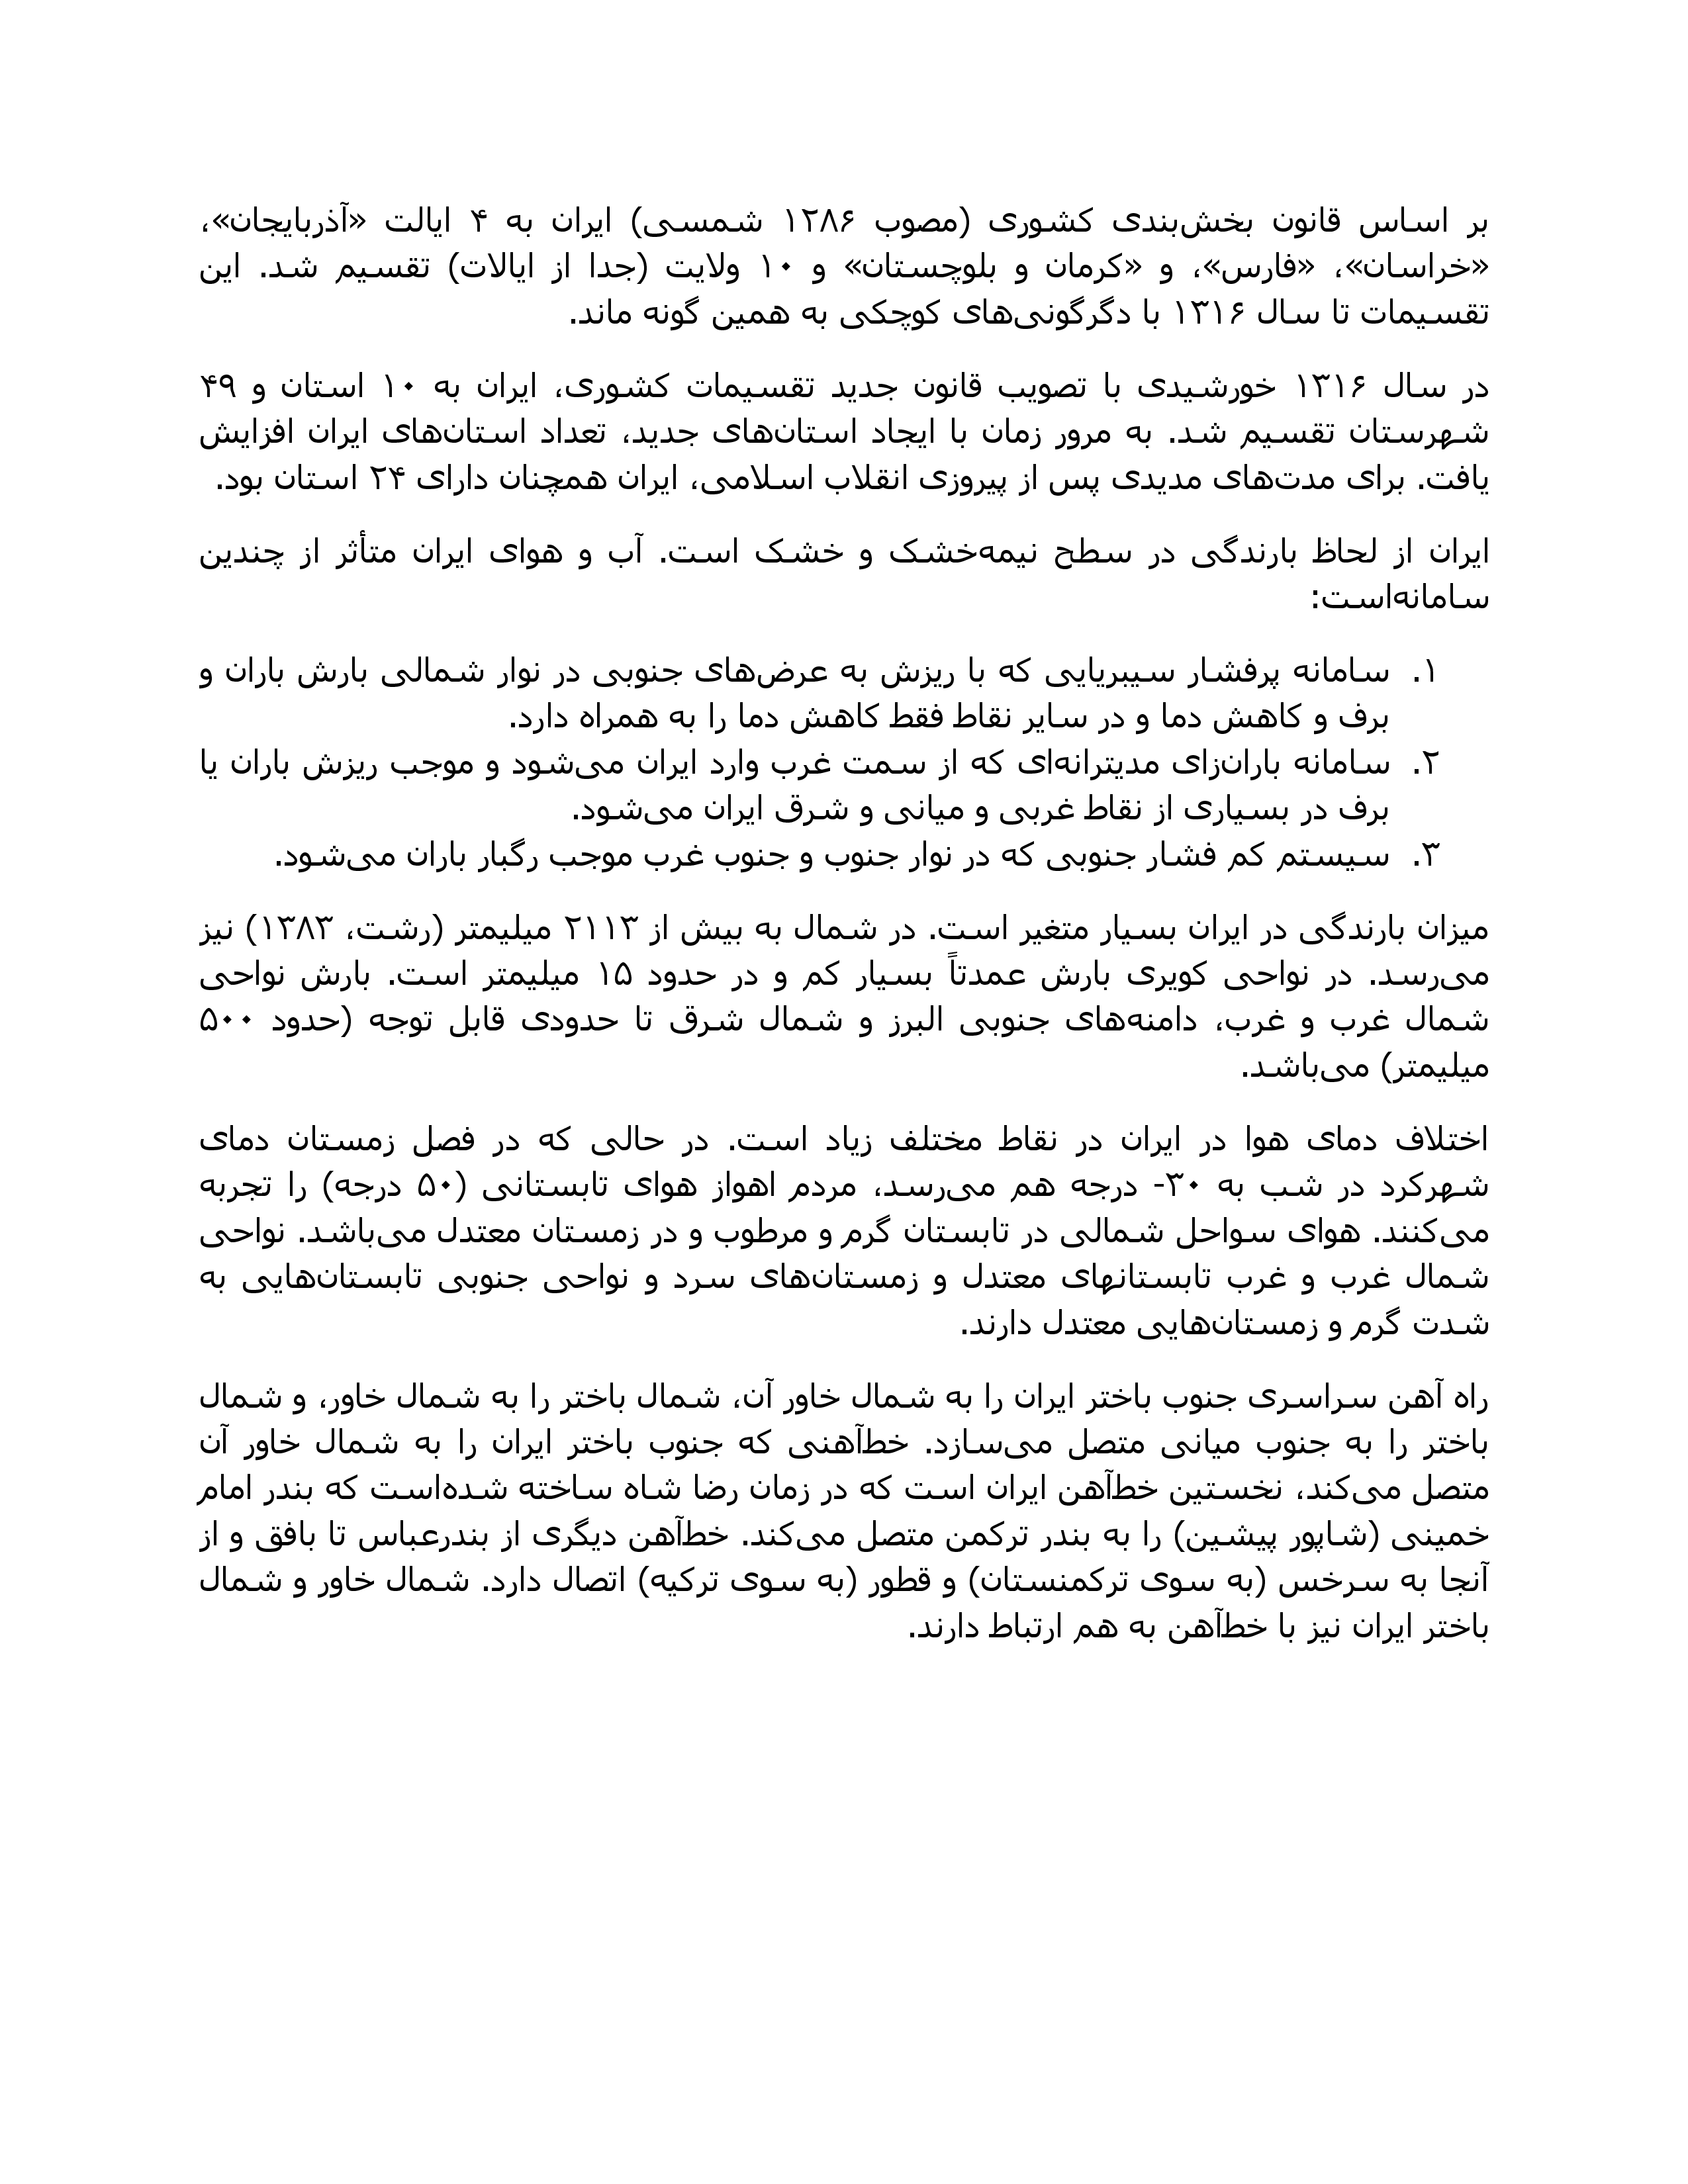 بر اساس قانون بخش‌بندی کشوری (مصوب ۱۲۸۶ شمسی) ایران به ۴ ایالت «آذربایجان»،
«خراسان»، «فارس»، و «کرمان و بلوچستان» و ۱۰ ولایت (جدا از ایالات) تقسیم شد. این
تقسیمات تا سال ۱۳۱۶ با دگرگونی‌های کوچکی به همین گونه ماند.
در سال ۱۳۱۶ خورشیدی با تصویب قانون جدید تقسیمات کشوری، ایران به ۱۰ استان و ۴۹
شهرستان تقسیم شد. به مرور زمان با ایجاد استان‌های جدید، تعداد استان‌های ایران افزایش
یافت. برای مدت‌های مدیدی پس از پیروزی انقلاب اسلامی، ایران همچنان دارای ۲۴ استان بود.
ایران از لحاظ بارندگی در سطح نیمه‌خشک و خشک است. آب و هوای ایران متأثر از چندین
سامانه‌است:
۱. سامانه پرفشار سیبریایی که با ریزش به عرض‌های جنوبی در نوار شمالی بارش باران و
برف و کاهش دما و در سایر نقاط فقط کاهش دما را به همراه دارد.
۲. سامانه باران‌زای مدیترانه‌ای که از سمت غرب وارد ایران می‌شود و موجب ریزش باران یا
برف در بسیاری از نقاط غربی و میانی و شرق ایران می‌شود.
۳. سیستم کم فشار جنوبی که در نوار جنوب و جنوب غرب موجب رگبار باران می‌شود.
میزان بارندگی در ایران بسیار متغیر است. در شمال به بیش از ۲۱۱۳ میلیمتر (رشت، ۱۳۸۳) نیز
می‌رسد. در نواحی کویری بارش عمدتاً بسیار کم و در حدود ۱۵ میلیمتر است. بارش نواحی
شمال غرب و غرب، دامنه‌های جنوبی البرز و شمال شرق تا حدودی قابل توجه (حدود ۵۰۰
میلیمتر) می‌باشد.
اختلاف دمای هوا در ایران در نقاط مختلف زیاد است. در حالی که در فصل زمستان دمای
شهرکرد در شب به ۳۰- درجه هم می‌رسد، مردم اهواز هوای تابستانی (۵۰ درجه) را تجربه
می‌کنند. هوای سواحل شمالی در تابستان گرم و مرطوب و در زمستان معتدل می‌باشد. نواحی
شمال غرب و غرب تابستانهای معتدل و زمستان‌های سرد و نواحی جنوبی تابستان‌هایی به
شدت گرم و زمستان‌هایی معتدل دارند.
راه آهن سراسری جنوب باختر ایران را به شمال خاور آن، شمال باختر را به شمال خاور، و شمال
باختر را به جنوب میانی متصل می‌سازد. خط‌آهنی که جنوب باختر ایران را به شمال خاور آن
متصل می‌کند، نخستین خط‌آهن ایران است که در زمان رضا شاه ساخته شده‌است که بندر امام
خمینی (شاپور پیشین) را به بندر ترکمن متصل می‌کند. خط‌آهن دیگری از بندرعباس تا بافق و از
آنجا به سرخس (به سوی ترکمنستان) و قطور (به سوی ترکیه) اتصال دارد. شمال خاور و شمال
باختر ایران نیز با خط‌آهن به هم ارتباط دارند.